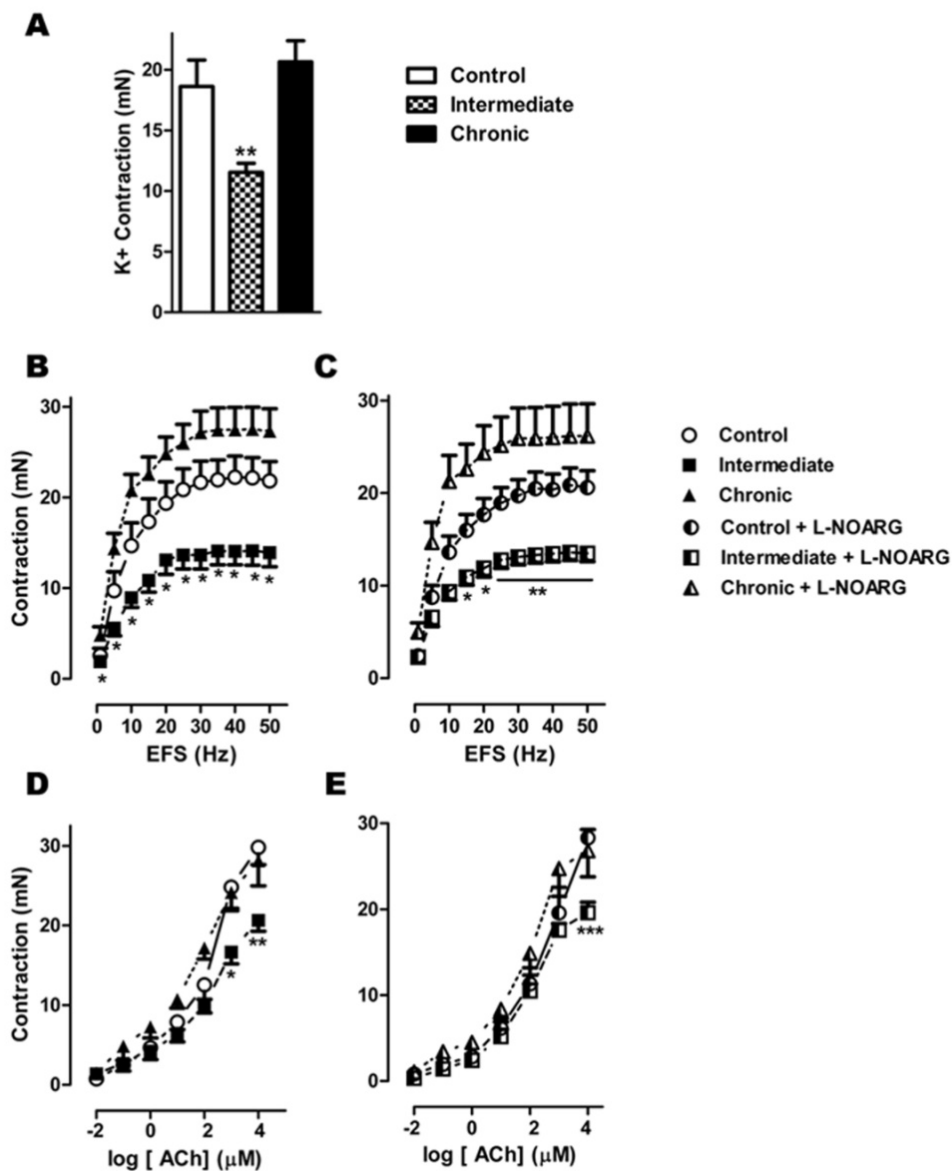 A
K+ Contraction (mN)
20
15
10
5
0
**
Control
Intermediate
Chronic
B
Contraction (mN)
30
20
10
0
* * * * * * * * * * *
0 10 20 30 40 50
EFS (Hz)
C
30
20
10
0
* * **
0 10 20 30 40 50
EFS (Hz)
Control
Intermediate
Chronic
Control + L-NOARG
Intermediate + L-NOARG
Chronic + L-NOARG
D
Contraction (mN)
30
20
10
0
* **
-2 0 2 4
log [ ACh] (µM)
E
30
20
10
0
***
-2 0 2 4
log [ ACh] (µM)